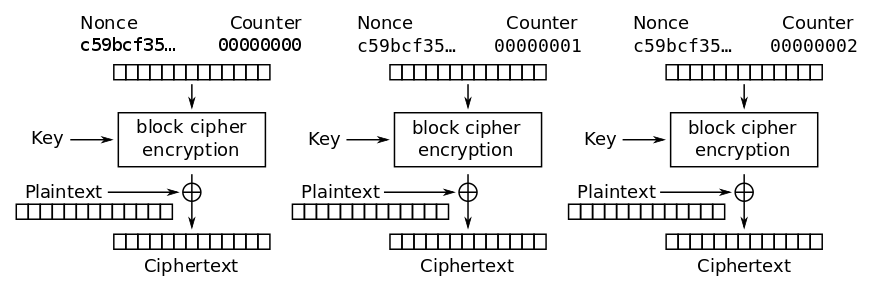 Nonce Counter Nonce Counter Nonce Counter
c59bcf35… 00000000 c59bcf35… 00000001 c59bcf35… 00000002
block cipher encryption block cipher encryption block cipher encryption
Key Key Key
Plaintext Plaintext Plaintext
Ciphertext Ciphertext Ciphertext